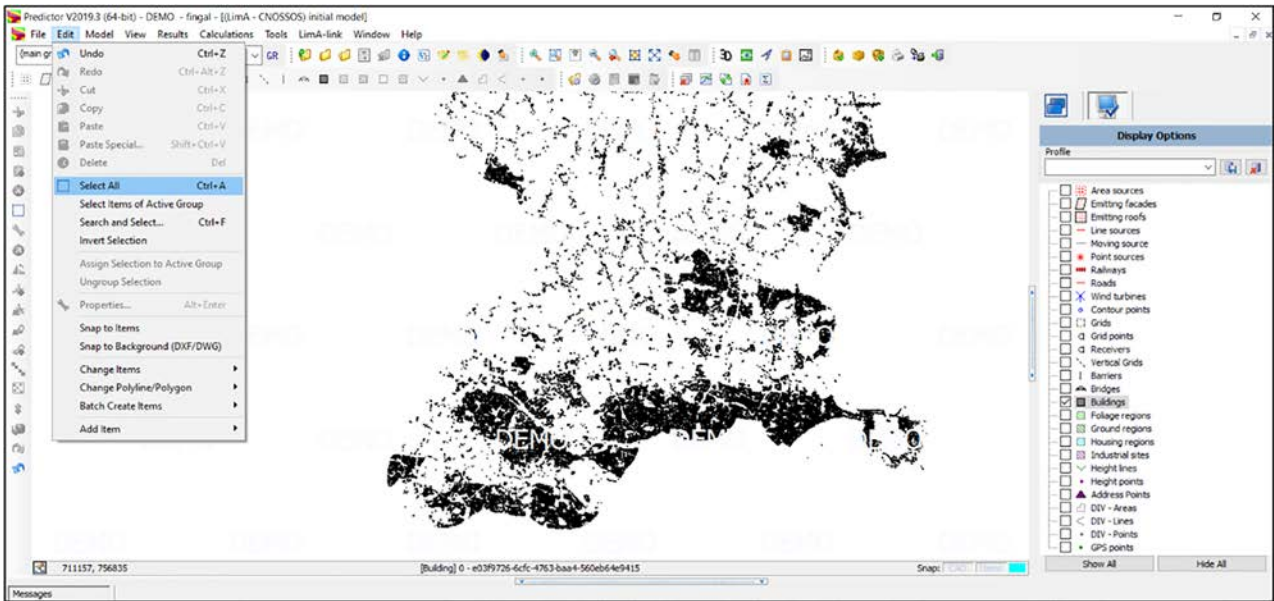 Predictor V2019.3 (64-bit) - DEMO - fingal - [(LimA - CNOSSOS) initial model]
File Edit Model View Results Calculations Tools LimA-link Window Help
(main gr
GR
3D
Undo Ctrl+Z
Redo Ctrl+Alt+Z
Cut Ctrl+X
Copy Ctrl+C
Paste Ctrl+V
Paste Special... Shift+Ctrl+V
Delete Del
Select All Ctrl+A
Select Items of Active Group
Search and Select... Ctrl+F
Invert Selection
Assign Selection to Active Group
Ungroup Selection
Properties... Alt+Enter
Snap to Items
Snap to Background (DXF/DWG)
Change Items
Change Polyline/Polygon
Batch Create Items
Add Item
DEMO DEMO DEMO
Display Options
Profile
Area sources
Emitting facades
Emitting roofs
Line sources
Moving source
Point sources
Railways
Roads
Wind turbines
Contour points
Grids
Grid points
Receivers
Vertical Grids
Barriers
Bridges
Buildings
Foliage regions
Ground regions
Housing regions
Industrial sites
Height lines
Height points
Address Points
DIV - Areas
DIV - Lines
DIV - Points
GPS points
Show All Hide All
711157, 756835 [Building] 0 - e03f9726-6cfc-4763-baa4-560eb64e9415 Snap:
Messages